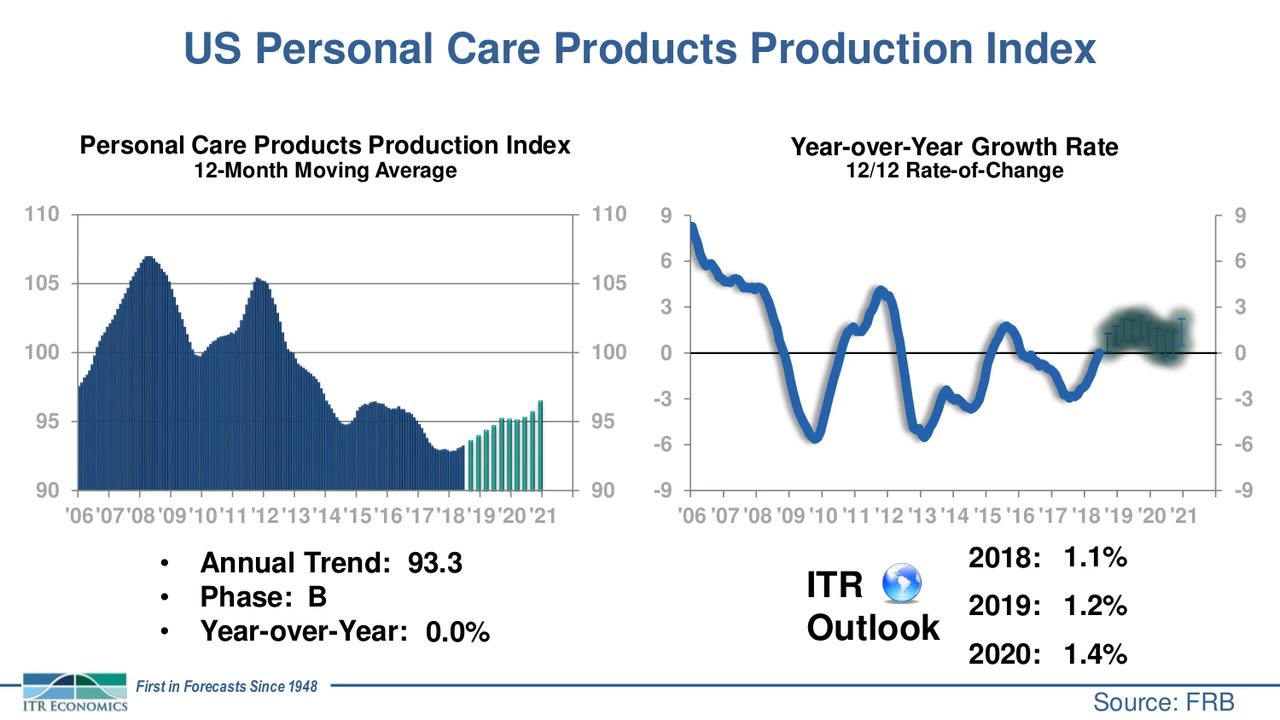 US Personal Care Products Production Index
Personal Care Products Production Index
12-Month Moving Average
110
105
100
95
90
110
105
100
95
90
'06 '07 '08 '09 '10 '11 '12 '13 '14 '15 '16 '17 '18 '19 '20 '21
Year-over-Year Growth Rate
12/12 Rate-of-Change
9
6
3
0
-3
-6
-9
9
6
3
0
-3
-6
-9
'06 '07 '08 '09 '10 '11 '12 '13 '14 '15 '16 '17 '18 '19 '20 '21
• Annual Trend: 93.3
• Phase: B
• Year-over-Year: 0.0%
ITR
Outlook
2018: 1.1%
2019: 1.2%
2020: 1.4%
ITR ECONOMICS
First in Forecasts Since 1948
Source: FRB